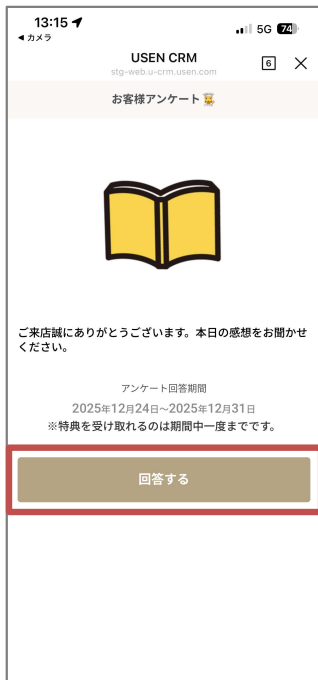 13:15
5G 74
◀ カメラ
USEN CRM
stg-web.u-crm.usen.com
6
お客様アンケート
ご来店誠にありがとうございます。本日の感想をお聞かせ
ください。
アンケート回答期間
2025年12月24日~2025年12月31日
※特典を受け取れるのは期間中一度までです。
回答する